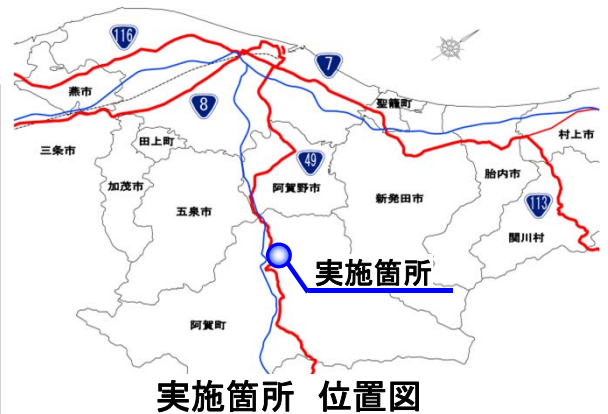 116
7
燕市
8
聖籠町
三条市
田上町
村上市
加茂市
49
阿賀野市
新発田市
胎内市
五泉市
113
関川村
実施箇所
阿賀町
実施箇所 位置図